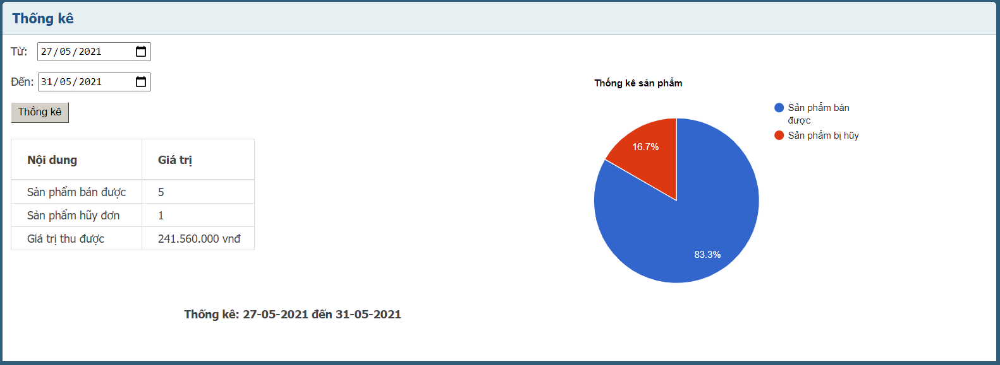 Thống kê
Từ: 27/05/2021
Đến: 31/05/2021
Thống kê
Nội dung Giá trị
Sản phẩm bán được 5
Sản phẩm hũy đơn 1
Giá trị thu được 241.560.000 vnđ
Thống kê: 27-05-2021 đến 31-05-2021
Thống kê sản phẩm
16.7%
83.3%
Sản phẩm bán
được
Sản phẩm bị hũy